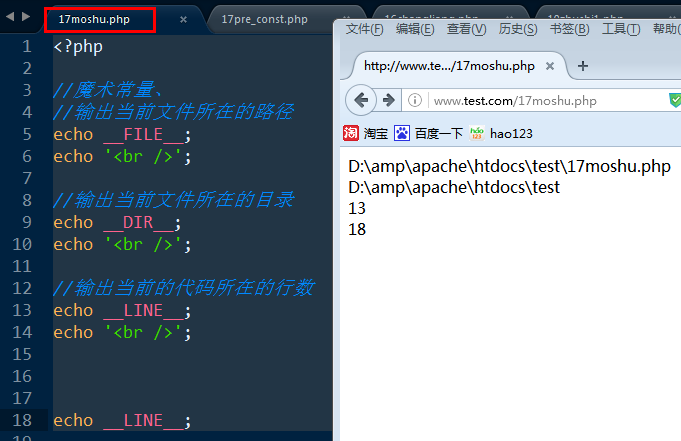 17moshu.php × 17pre_const.php ×
1 <?php
2
3 //魔术常量、
4 //输出当前文件所在的路径
5 echo __FILE__;
6 echo '<br />';
7
8 //输出当前文件所在的目录
9 echo __DIR__;
10 echo '<br />';
11
12 //输出当前的代码所在的行数
13 echo __LINE__;
14 echo '<br />';
15
16
17
18 echo __LINE__;
文件(F) 编辑(E) 查看(V) 历史(S) 书签(B) 工具(T) 帮助(
http://www.te.../17moshu.php ×
www.test.com/17moshu.php
淘 淘宝 百度一下 hao123 hao123
D:\amp\apache\htdocs\test\17moshu.php
D:\amp\apache\htdocs\test
13
18